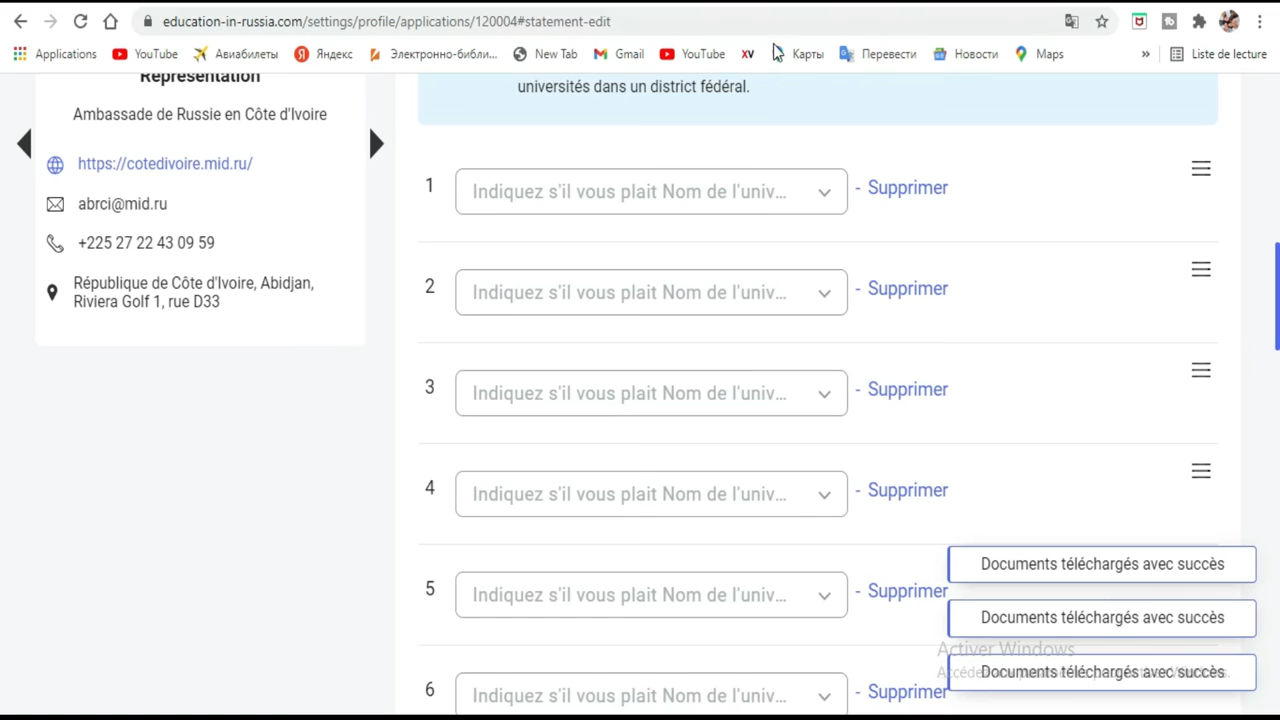 education-in-russia.com/settings/profile/applications/120004#statement-edit
Applications YouTube Авиабилеты Яндекс Электронно-библи... New Tab Gmail YouTube XV Карты Перевести Новости Maps » Liste de lecture
Représentation
Ambassade de Russie en Côte d'Ivoire
https://cotedivoire.mid.ru/
abrci@mid.ru
+225 27 22 43 09 59
République de Côte d'Ivoire, Abidjan,
Riviera Golf 1, rue D33
universités dans un district fédéral.
1 Indiquez s'il vous plait Nom de l'univ... - Supprimer
2 Indiquez s'il vous plait Nom de l'univ... - Supprimer
3 Indiquez s'il vous plait Nom de l'univ... - Supprimer
4 Indiquez s'il vous plait Nom de l'univ... - Supprimer
5 Indiquez s'il vous plait Nom de l'univ... - Supprimer
6 Indiquez s'il vous plait Nom de l'univ... - Supprimer
Documents téléchargés avec succès
Documents téléchargés avec succès
Activer Windows
Documents téléchargés avec succès